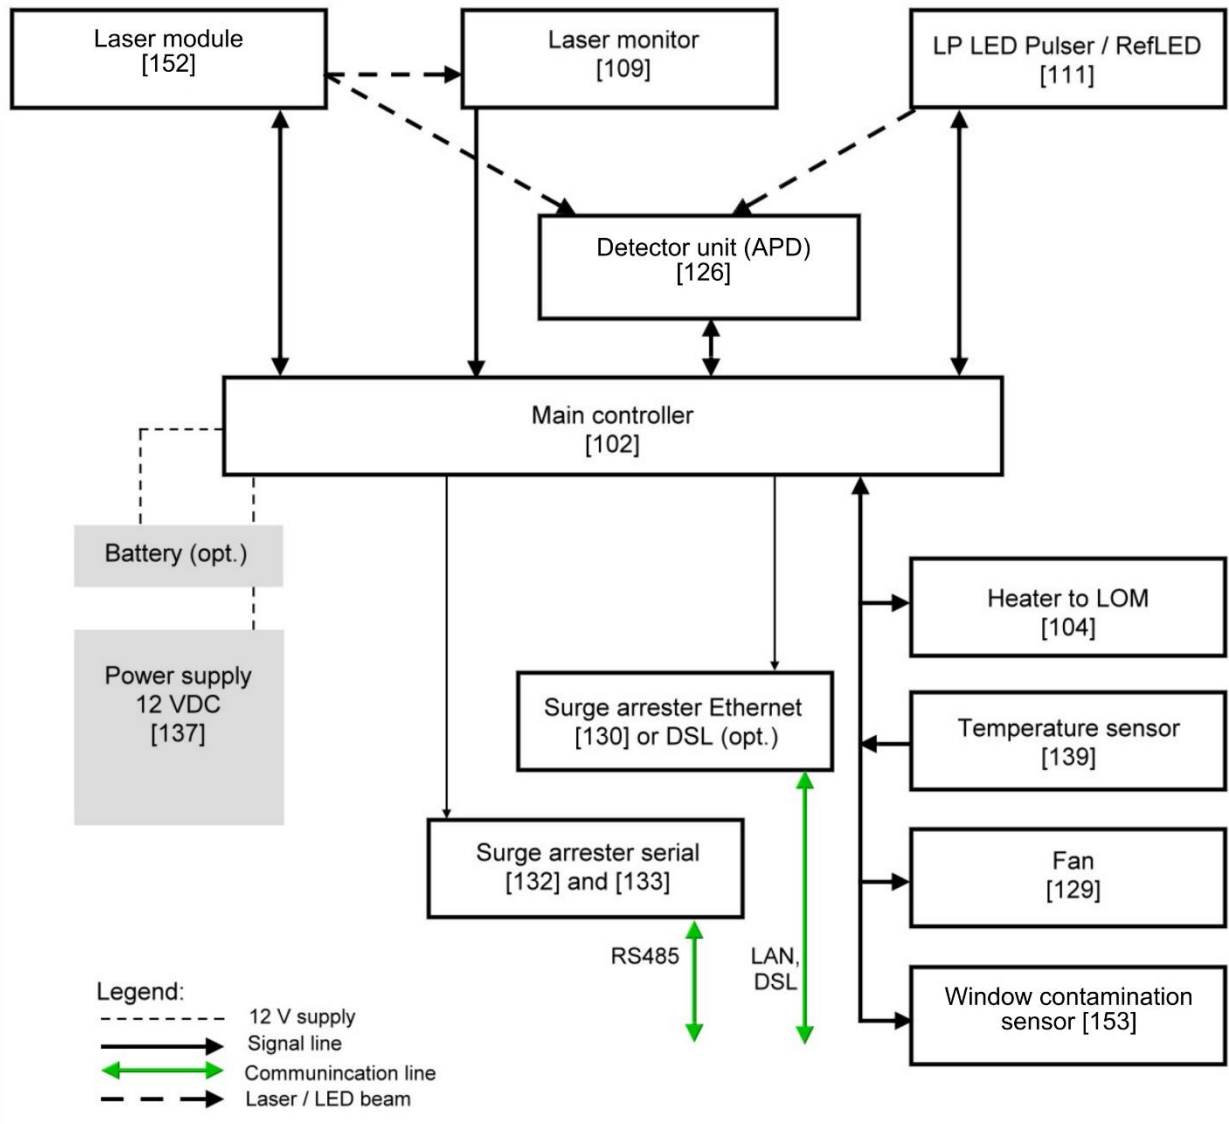 Laser module
[152]
Laser monitor
[109]
LP LED Pulser / RefLED
[111]
Detector unit (APD)
[126]
Main controller
[102]
Battery (opt.)
Power supply
12 VDC
[137]
Heater to LOM
[104]
Surge arrester Ethernet
[130] or DSL (opt.)
Temperature sensor
[139]
Surge arrester serial
[132] and [133]
Fan
[129]
RS485
LAN,
DSL
Window contamination
sensor [153]
Legend:
12 V supply
Signal line
Communincation line
Laser / LED beam